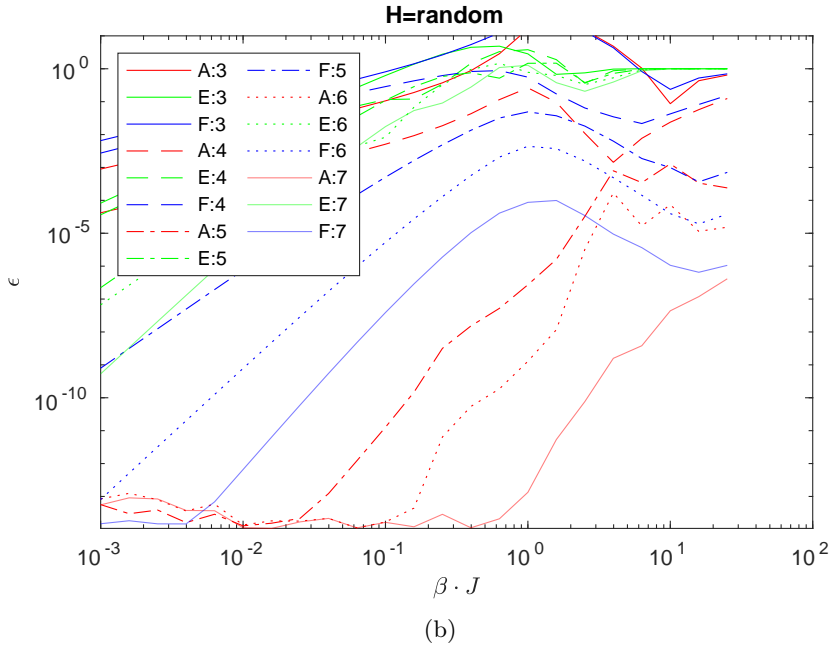 H=random
10^0
10^-5
10^-10
ϵ
A:3
E:3
F:3
A:4
E:4
F:4
A:5
E:5
F:5
A:6
E:6
F:6
A:7
E:7
F:7
10^-3 10^-2 10^-1 10^0 10^1 10^2
β · J
(b)